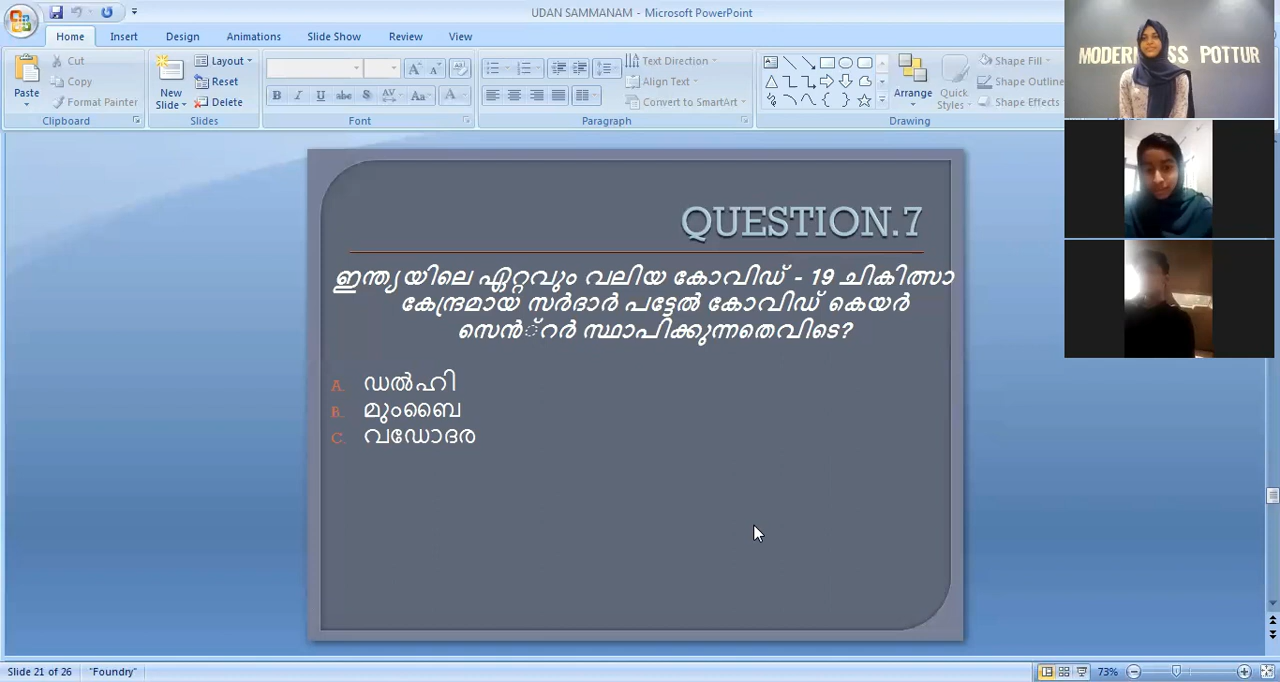 UDAN SAMMANAM - Microsoft PowerPoint
Home Insert Design Animations Slide Show Review View
Paste
Cut
Copy
Format Painter
Clipboard
New Slide
Layout
Reset
Delete
Slides
B I U abc S AV Aa A
Font
Text Direction
Align Text
Convert to SmartArt
Paragraph
Arrange
Quick Styles
Shape Fill
Shape Outline
Shape Effects
Drawing
POTTUR
QUESTION.7
ഇന്ത്യയിലെ ഏറ്റവും വലിയ കോവിഡ് - 19 ചികിത്സാ
കേന്ദ്രമായ സർദാർ പട്ടേൽ കോവിഡ് കെയർ
സെൻ്റർ സ്ഥാപിക്കുന്നതെവിടെ?
A. ഡൽഹി
B. മുംബൈ
C. വഡോദര
Slide 21 of 26 "Foundry" 73%